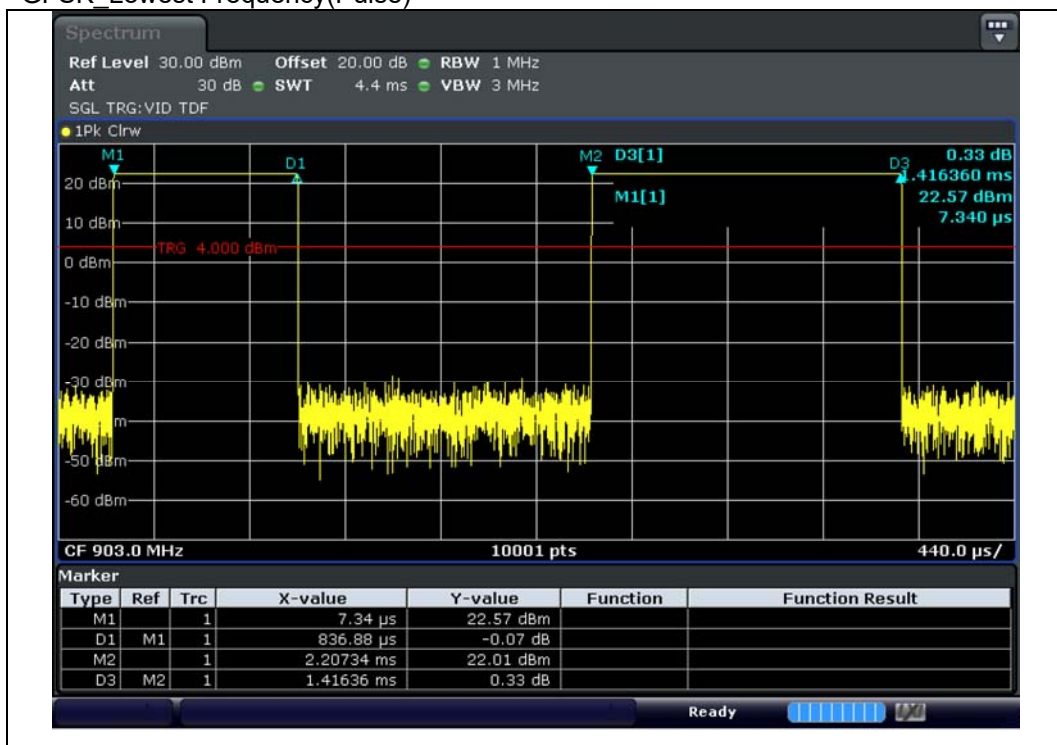 GFSK_Lowest Frequency(Pulse)
Spectrum
Ref Level 30.00 dBm Offset 20.00 dB RBW 1 MHz
Att 30 dB SWT 4.4 ms VBW 3 MHz
SGL TRG:VID TDF
1Pk Clrw
M1 D1 M2 D3[1] D3 0.33 dB
1.416360 ms
20 dBm M1[1] 22.57 dBm
7.340 µs
10 dBm
TRG 4.000 dBm
0 dBm
-10 dBm
-20 dBm
-30 dBm
m
-50 dBm
-60 dBm
CF 903.0 MHz 10001 pts 440.0 µs/
Marker
Type Ref Trc X-value Y-value Function Function Result
M1 1 7.34 µs 22.57 dBm
D1 M1 1 836.88 µs -0.07 dB
M2 1 2.20734 ms 22.01 dBm
D3 M2 1 1.41636 ms 0.33 dB
Ready